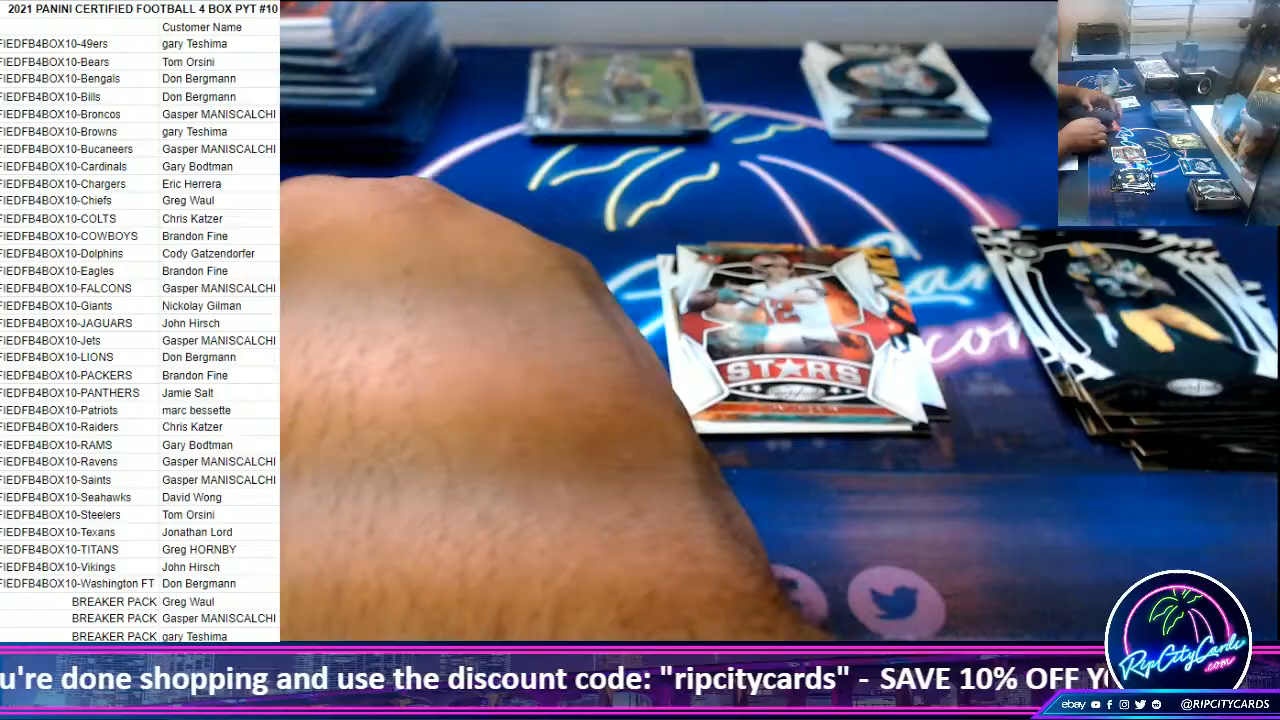 2021 PANINI CERTIFIED FOOTBALL 4 BOX PYT #10
Customer Name
FIEDFB4BOX10-49ers gary Teshima
FIEDFB4BOX10-Bears Tom Orsini
FIEDFB4BOX10-Bengals Don Bergmann
FIEDFB4BOX10-Bills Don Bergmann
FIEDFB4BOX10-Broncos Gasper MANISCALCHI
FIEDFB4BOX10-Browns gary Teshima
FIEDFB4BOX10-Bucaneers Gasper MANISCALCHI
FIEDFB4BOX10-Cardinals Gary Bodtman
FIEDFB4BOX10-Chargers Eric Herrera
FIEDFB4BOX10-Chiefs Greg Waul
FIEDFB4BOX10-COLTS Chris Katzer
FIEDFB4BOX10-COWBOYS Brandon Fine
FIEDFB4BOX10-Dolphins Cody Gatzendorfer
FIEDFB4BOX10-Eagles Brandon Fine
FIEDFB4BOX10-FALCONS Gasper MANISCALCHI
FIEDFB4BOX10-Giants Nickolay Gilman
FIEDFB4BOX10-JAGUARS John Hirsch
FIEDFB4BOX10-Jets Gasper MANISCALCHI
FIEDFB4BOX10-LIONS Don Bergmann
FIEDFB4BOX10-PACKERS Brandon Fine
FIEDFB4BOX10-PANTHERS Jamie Salt
FIEDFB4BOX10-Patriots marc bessette
FIEDFB4BOX10-Raiders Chris Katzer
FIEDFB4BOX10-RAMS Gary Bodtman
FIEDFB4BOX10-Ravens Gasper MANISCALCHI
FIEDFB4BOX10-Saints Gasper MANISCALCHI
FIEDFB4BOX10-Seahawks David Wong
FIEDFB4BOX10-Steelers Tom Orsini
FIEDFB4BOX10-Texans Jonathan Lord
FIEDFB4BOX10-TITANS Greg HORNBY
FIEDFB4BOX10-Vikings John Hirsch
FIEDFB4BOX10-Washington FT Don Bergmann
BREAKER PACK Greg Waul
BREAKER PACK Gasper MANISCALCHI
BREAKER PACK gary Teshima
12
STARS
u're done shopping and use the discount code: "ripcitycards" - SAVE 10% OFF Y
RipCityCards
.com
ebay @RIPCITYCARDS